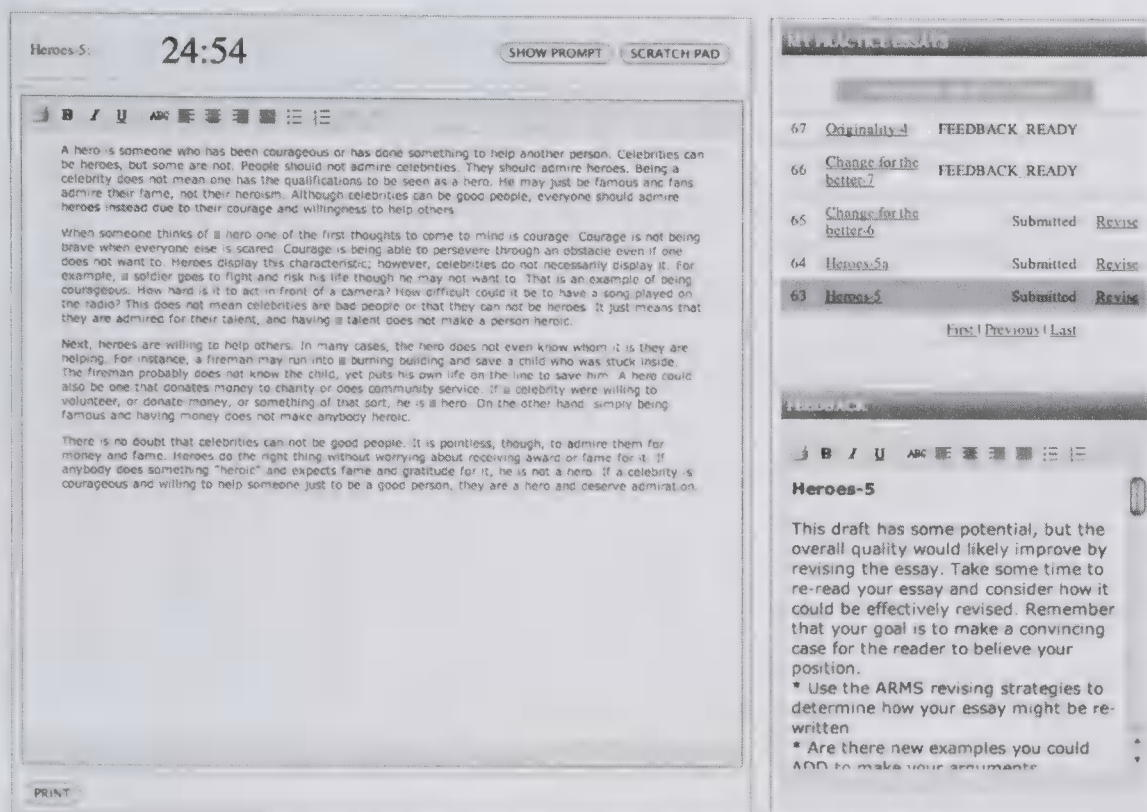 Heroes-5:
24:54
SHOW PROMPT
SCRATCH PAD
B I U ABC
A hero is someone who has been courageous or has done something to help another person. Celebrities can
be heroes, but some are not. People should not admire celebrities. They should admire heroes. Being a
celebrity does not mean one has the qualifications to be seen as a hero. He may just be famous and fans
admire their fame, not their heroism. Although celebrities can be good people, everyone should admire
heroes instead due to their courage and willingness to help others.
When someone thinks of a hero one of the first thoughts to come to mind is courage. Courage is not being
brave when everyone else is scared. Courage is being able to persevere through an obstacle even if one
does not want to. Heroes display this characteristic; however, celebrities do not necessarily display it. For
example, a soldier goes to fight and risk his life though he may not want to. That is an example of being
courageous. How hard is it to act in front of a camera? How difficult could it be to have a song played on
the radio? This does not mean celebrities are bad people or that they can not be heroes. It just means that
they are admired for their talent, and having a talent does not make a person heroic.
Next, heroes are willing to help others. In many cases, the hero does not even know whom it is they are
helping. For instance, a fireman may run into a burning building and save a child who was stuck inside.
The fireman probably does not know the child, yet puts his own life on the line to save him. A hero could
also be one that donates money to charity or does community service. If a celebrity were willing to
volunteer, or donate money, or something of that sort, he is a hero. On the other hand, simply being
famous and having money does not make anybody heroic.
There is no doubt that celebrities can not be good people. It is pointless, though, to admire them for
money and fame. Heroes do the right thing without worrying about receiving award or fame for it. If
anybody does something "heroic" and expects fame and gratitude for it, he is not a hero. If a celebrity is
courageous and willing to help someone just to be a good person, they are a hero and deserve admiration.
PRINT
MY PRACTICE ESSAYS
67 Originality-4 FEEDBACK READY
66 Change for the
better-7 FEEDBACK READY
65 Change for the
better-6 Submitted Revise
64 Heroes-5a Submitted Revise
63 Heroes-5 Submitted Revise
First | Previous | Last
FEEDBACK
B I U ABC
Heroes-5
This draft has some potential, but the
overall quality would likely improve by
revising the essay. Take some time to
re-read your essay and consider how it
could be effectively revised. Remember
that your goal is to make a convincing
case for the reader to believe your
position.
* Use the ARMS revising strategies to
determine how your essay might be re-
written
* Are there new examples you could
ADD to make your arguments